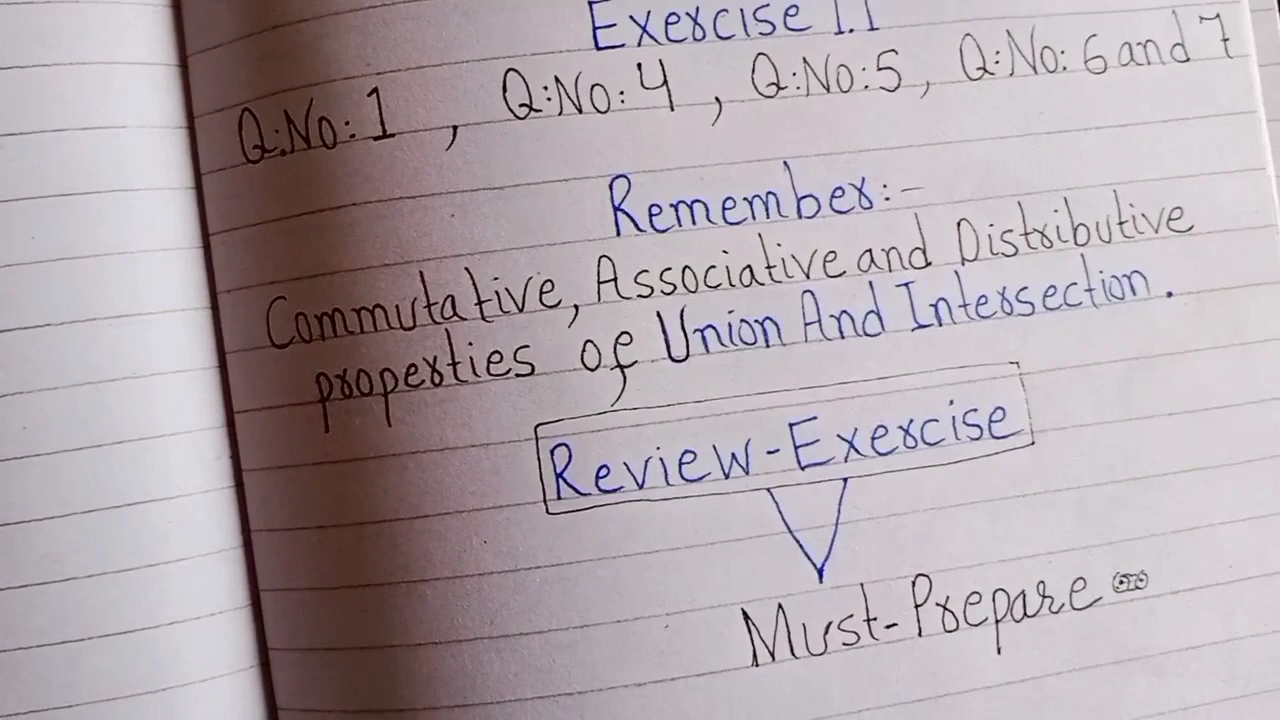 Exercise 1.1
Q:No:1 , Q:No:4 , Q:No:5, Q:No:6 and 7
Remember:-
Commutative, Associative and Distributive
properties of Union And Intersection.
Review-Exercise
Must-Prepare